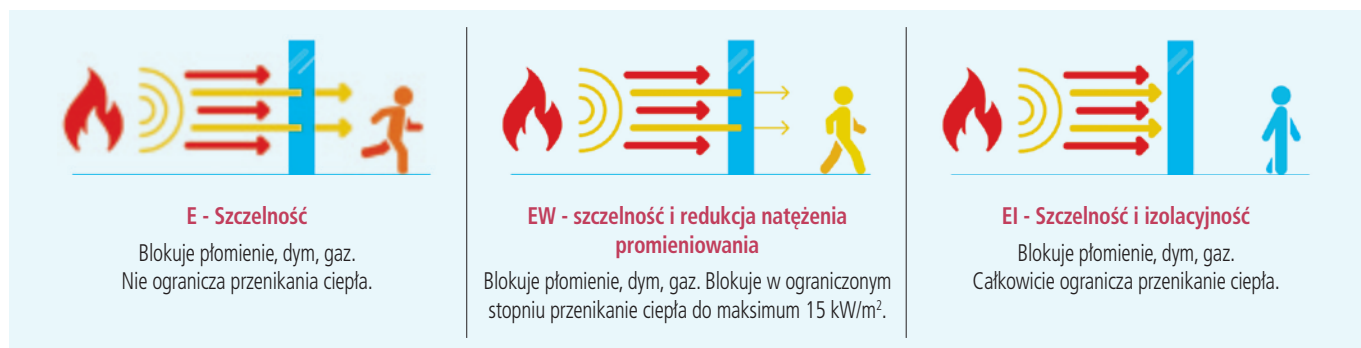 E - Szczelność
Blokuje płomienie, dym, gaz.
Nie ogranicza przenikania ciepła.
EW - szczelność i redukcja natężenia
promieniowania
Blokuje płomienie, dym, gaz. Blokuje w ograniczonym
stopniu przenikanie ciepła do maksimum 15 kW/m².
EI - Szczelność i izolacyjność
Blokuje płomienie, dym, gaz.
Całkowicie ogranicza przenikanie ciepła.